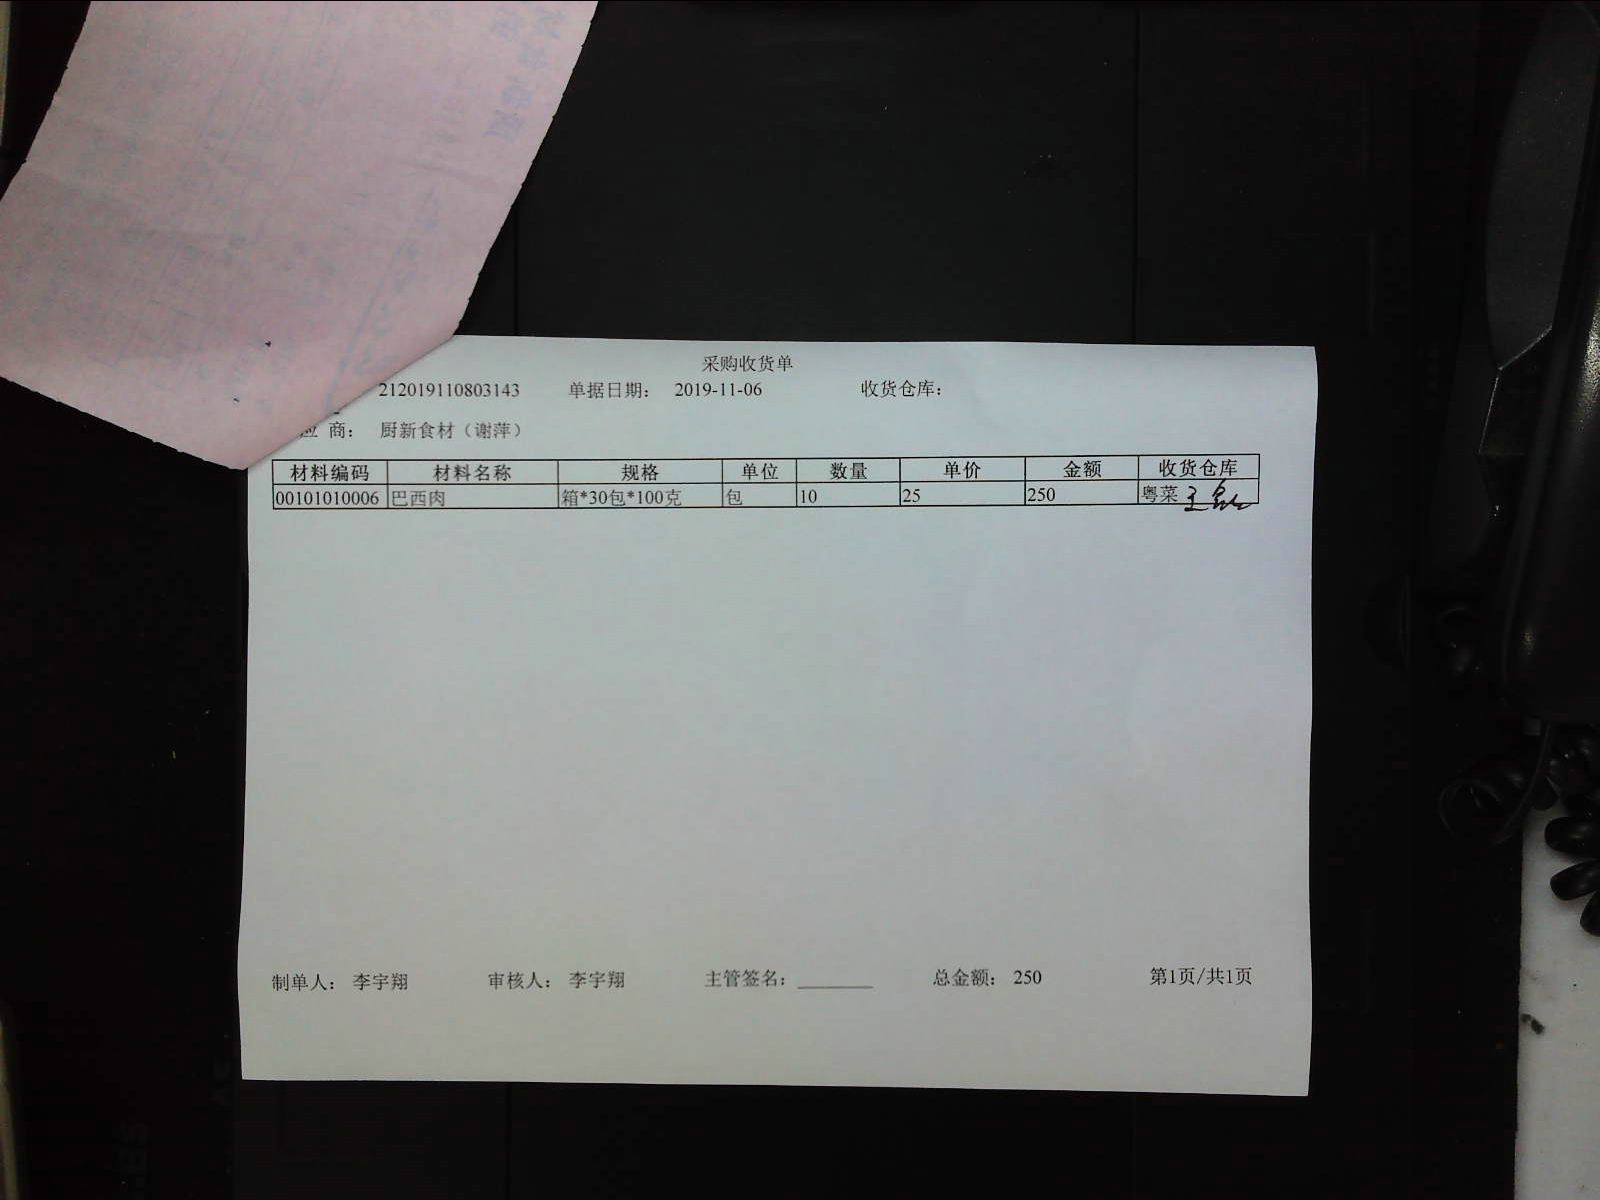 采购收货单
212019110803143 单据日期： 2019-11-06 收货仓库：
应 商： 厨新食材（谢萍）
材料编码 材料名称 规格 单位 数量 单价 金额 收货仓库
00101010006 巴西肉 箱*30包*100克 包 10 25 250 粤菜
制单人： 李宇翔 审核人： 李宇翔 主管签名： 总金额： 250 第1页/共1页